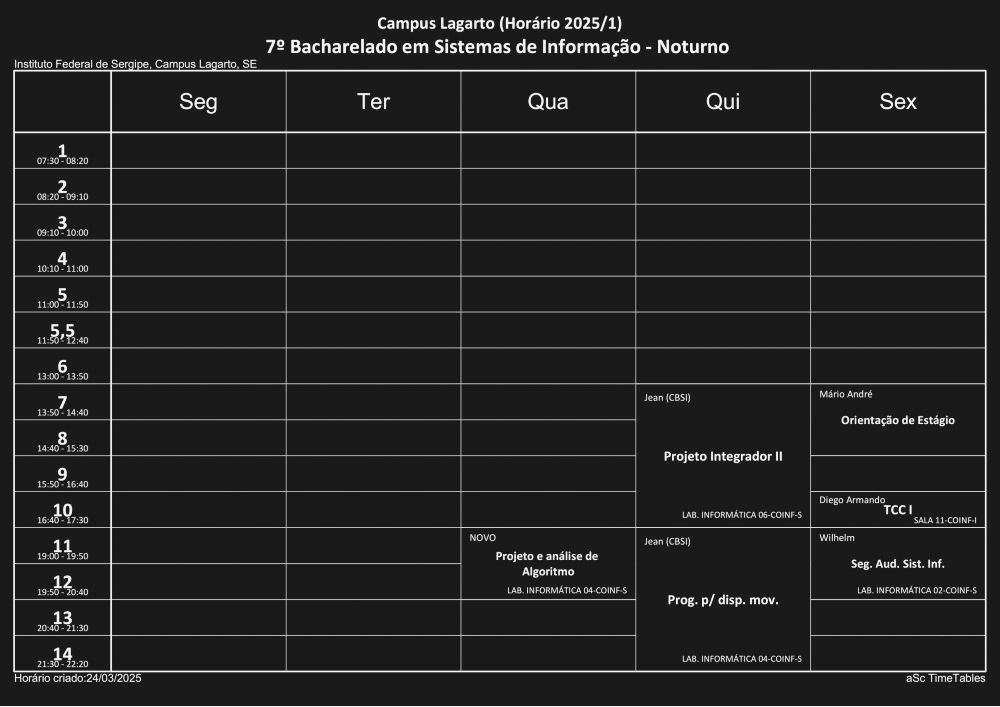 Campus Lagarto (Horário 2025/1)
7º Bacharelado em Sistemas de Informação - Noturno
Instituto Federal de Sergipe, Campus Lagarto, SE
Seg Ter Qua Qui Sex
1
07:30 - 08:20
2
08:20 - 09:10
3
09:10 - 10:00
4
10:10 - 11:00
5
11:00 - 11:50
5,5
11:50 - 12:40
6
13:00 - 13:50
7
13:50 - 14:40
8
14:40 - 15:30
9
15:50 - 16:40
10
16:40 - 17:30
11
19:00 - 19:50
12
19:50 - 20:40
13
20:40 - 21:30
14
21:30 - 22:20
NOVO
Projeto e análise de
Algoritmo
LAB. INFORMÁTICA 04-COINF-S
Jean (CBSI)
Projeto Integrador II
LAB. INFORMÁTICA 06-COINF-S
Jean (CBSI)
Prog. p/ disp. mov.
LAB. INFORMÁTICA 04-COINF-S
Mário André
Orientação de Estágio
Diego Armando
TCC I
SALA 11-COINF-I
Wilhelm
Seg. Aud. Sist. Inf.
LAB. INFORMÁTICA 02-COINF-S
Horário criado:24/03/2025
aSc TimeTables